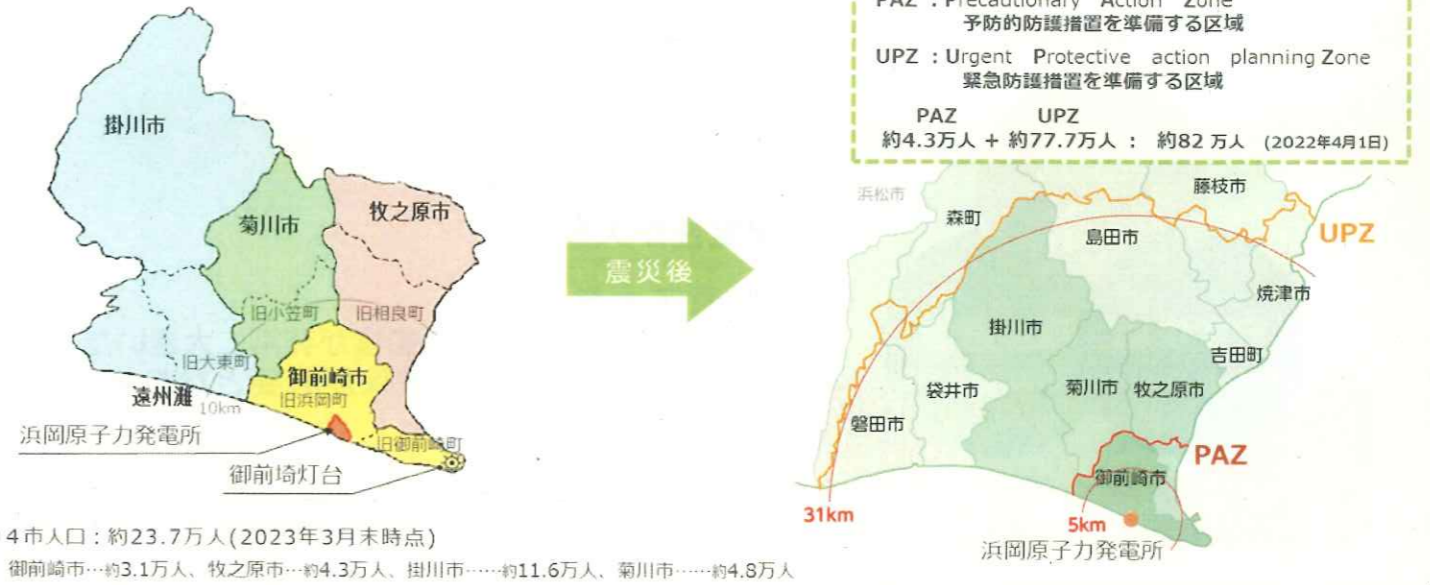 PAZ : Precautionary Action Zone
予防的防護措置を準備する区域
UPZ : Urgent Protective action planning Zone
緊急防護措置を準備する区域
PAZ UPZ
約4.3万人 + 約77.7万人 : 約82 万人 (2022年4月1日)
掛川市
菊川市
牧之原市
旧小笠町
旧相良町
旧大東町
御前崎市
旧浜岡町
遠州灘
10km
浜岡原子力発電所
旧御前崎町
御前埼灯台
震災後
浜松市
藤枝市
森町
島田市
UPZ
焼津市
掛川市
吉田町
袋井市
菊川市
牧之原市
磐田市
PAZ
御前崎市
31km
5km
浜岡原子力発電所
4市人口:約23.7万人(2023年3月末時点)
御前崎市…約3.1万人、牧之原市…約4.3万人、掛川市……約11.6万人、菊川市……約4.8万人